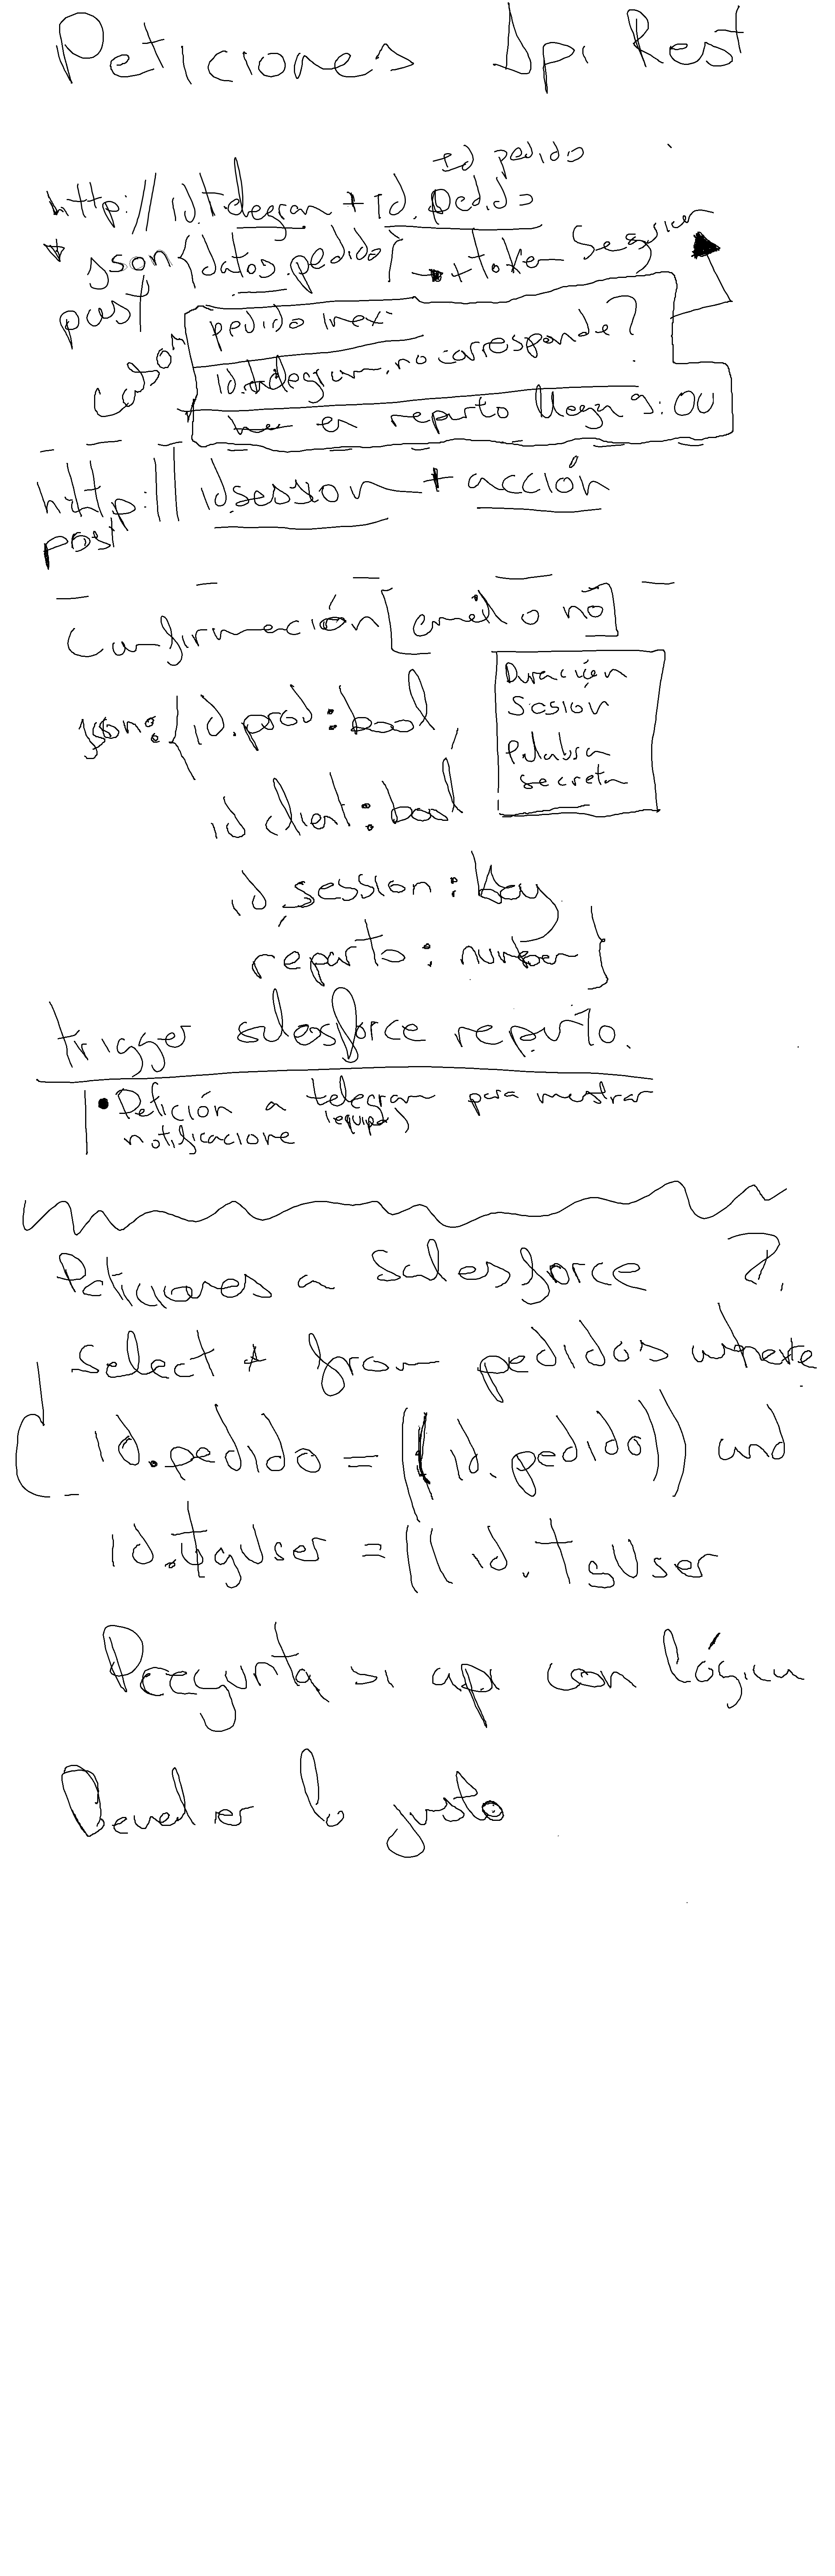 Peticiones Api Rest
Id pedido
http:// id.telegram + id.pedido
json{datos.pedido} → + token Session
post
casos
pedido inex.
id.telegram.no corresponde?
en reparto llega 9:00
http:// id.session + acción
post
Confirmación [email o no]
json:{id.prod:bool,
id client:bool
id_session: key
reparto: number}
Duración
Sesión
Palabra
secreta
trigger salesforce reparto.
• Petición a telegram para mostrar
notificacione (equipo)
Peticiones a Salesforce ?.
Select * from pedidos where
id.pedido = ((id.pedido)) and
id.tgUser = ((id.tgUser
Pregunta si api con lógica
Devolver lo justo